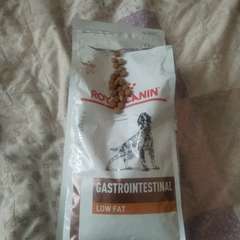 ROYAL CANIN
GASTROINTESTINAL
LOW FAT